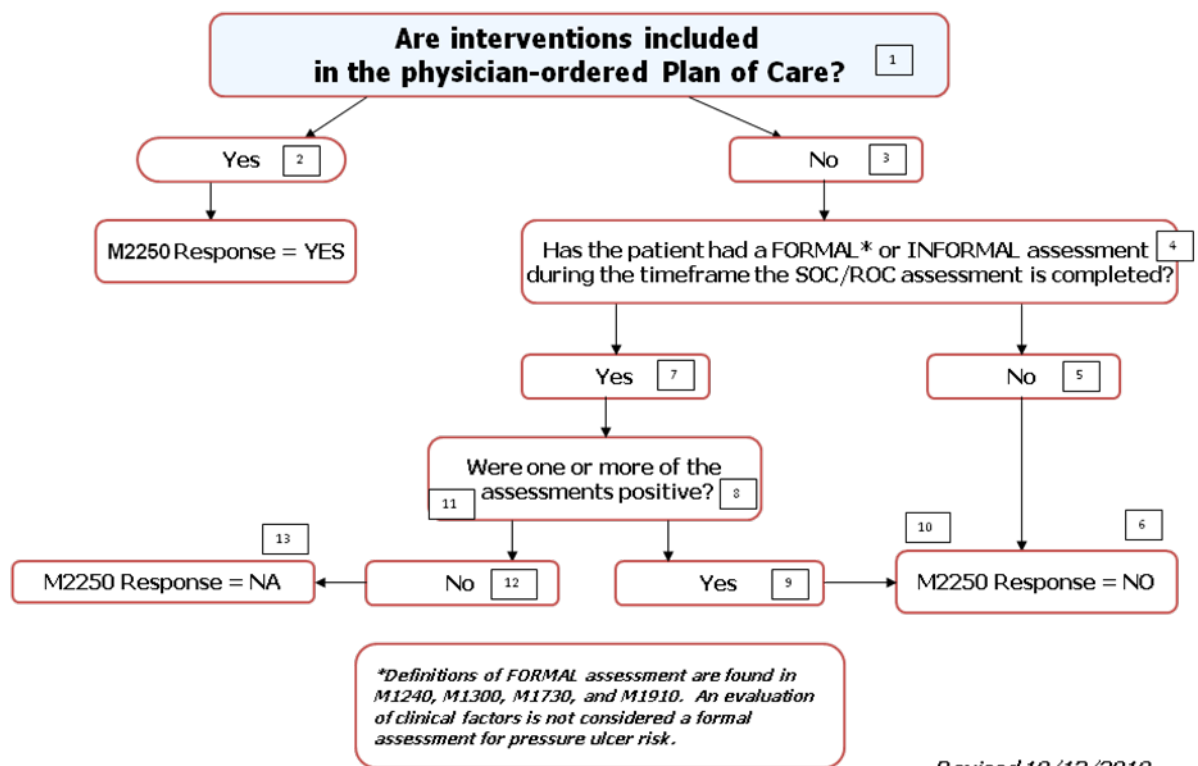 Are interventions included
in the physician-ordered Plan of Care?
1
Yes
2
No
3
M2250 Response = YES
Has the patient had a FORMAL* or INFORMAL assessment
4
during the timeframe the SOC/ROC assessment is completed?
Yes
7
No
5
Were one or more of the
assessments positive?
8
11
10
6
13
M2250 Response = NA
No
12
Yes
9
M2250 Response = NO
*Definitions of FORMAL assessment are found in
M1240, M1300, M1730, and M1910. An evaluation
of clinical factors is not considered a formal
assessment for pressure ulcer risk.